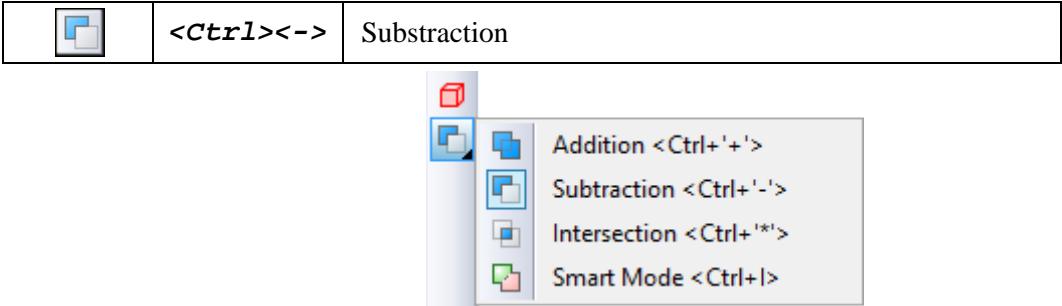 <Ctrl><-> Substraction
Addition <Ctrl+'+'>
Subtraction <Ctrl+'-'>
Intersection <Ctrl+'*'>
Smart Mode <Ctrl+I>